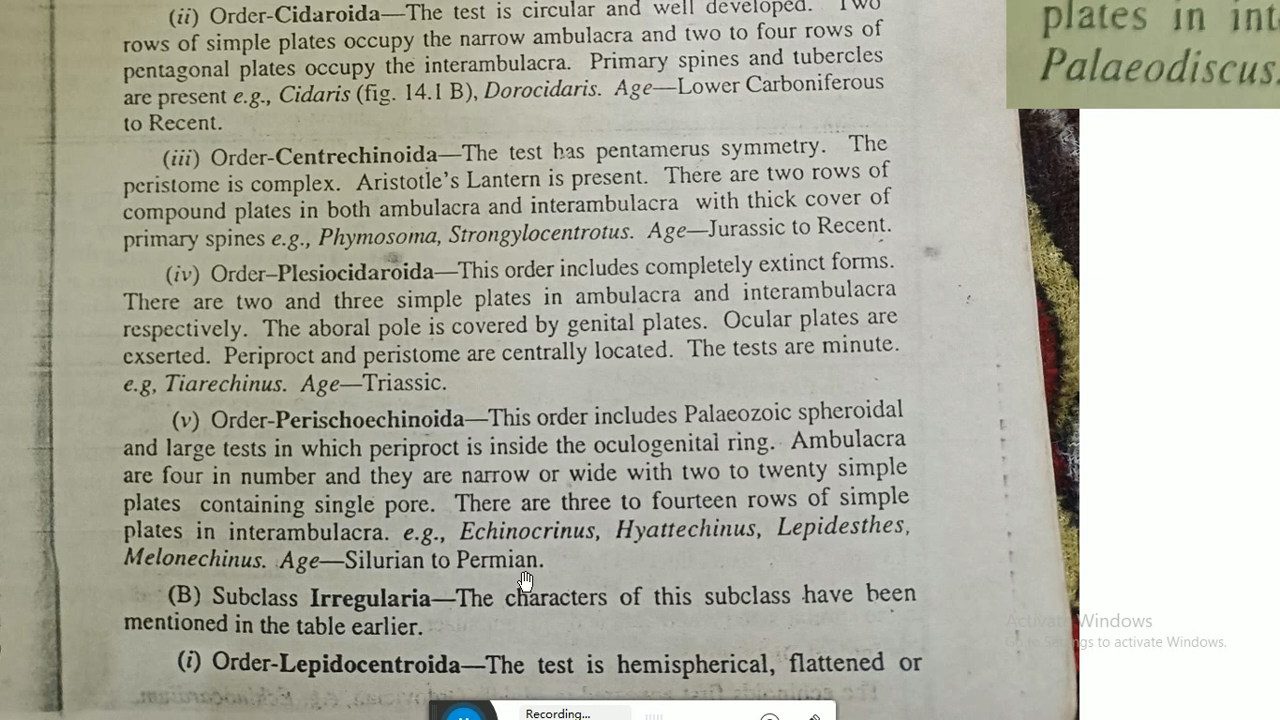 (ii) Order-Cidaroida—The test is circular and well developed. Two
rows of simple plates occupy the narrow ambulacra and two to four rows of
pentagonal plates occupy the interambulacra. Primary spines and tubercles
are present e.g., Cidaris (fig. 14.1 B), Dorocidaris. Age—Lower Carboniferous
to Recent.
(iii) Order-Centrechinoida—The test has pentamerus symmetry. The
peristome is complex. Aristotle's Lantern is present. There are two rows of
compound plates in both ambulacra and interambulacra with thick cover of
primary spines e.g., Phymosoma, Strongylocentrotus. Age—Jurassic to Recent.
(iv) Order–Plesiocidaroida—This order includes completely extinct forms.
There are two and three simple plates in ambulacra and interambulacra
respectively. The aboral pole is covered by genital plates. Ocular plates are
exserted. Periproct and peristome are centrally located. The tests are minute.
e.g, Tiarechinus. Age—Triassic.
(v) Order-Perischoechinoida—This order includes Palaeozoic spheroidal
and large tests in which periproct is inside the oculogenital ring. Ambulacra
are four in number and they are narrow or wide with two to twenty simple
plates containing single pore. There are three to fourteen rows of simple
plates in interambulacra. e.g., Echinocrinus, Hyattechinus, Lepidesthes,
Melonechinus. Age—Silurian to Permian.
(B) Subclass Irregularia—The characters of this subclass have been
mentioned in the table earlier.
(i) Order-Lepidocentroida—The test is hemispherical, flattened or
plates in int
Palaeodiscus.
Activate Windows
Go to Settings to activate Windows.
Recording...